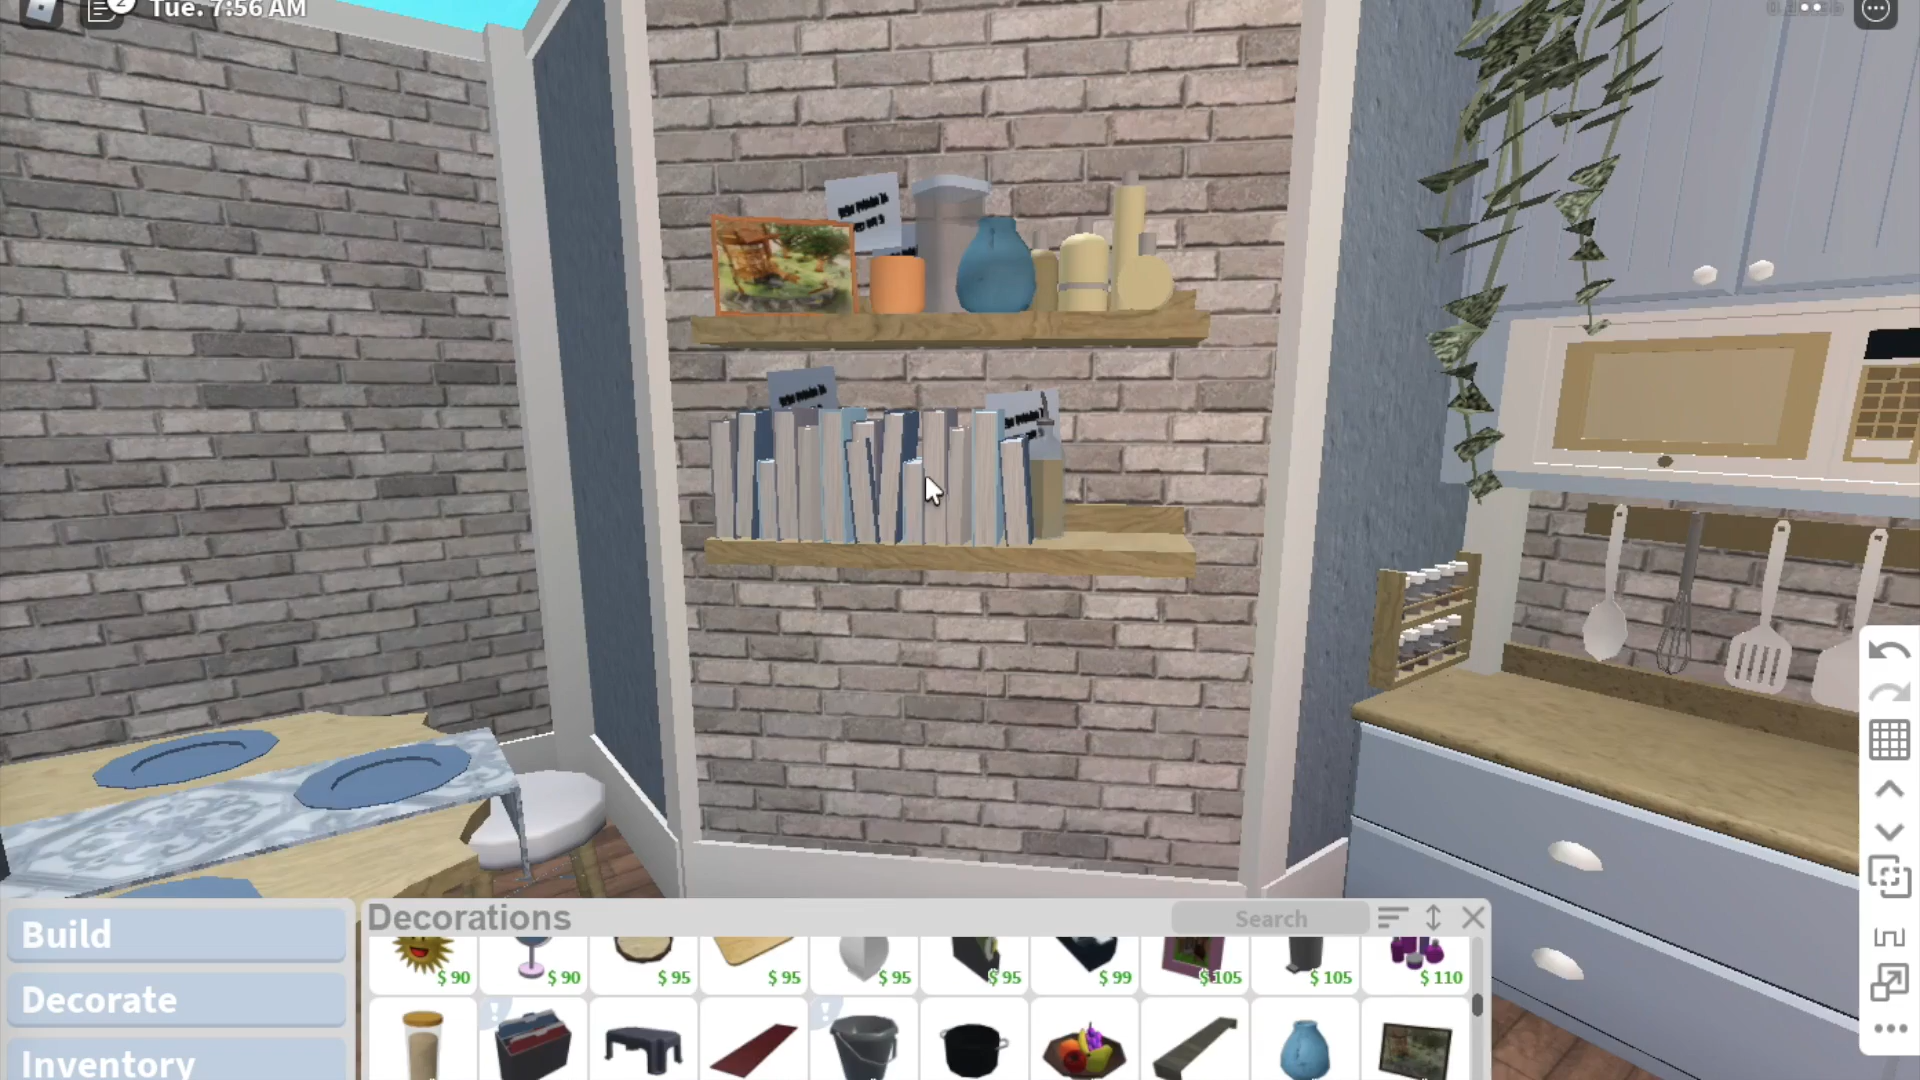 2
Tue. 7:56 AM
Build
Decorate
Inventory
Decorations
Search
$ 90
$ 90
$ 95
$ 95
$ 95
$ 95
$ 99
$ 105
$ 105
$ 110
!
!